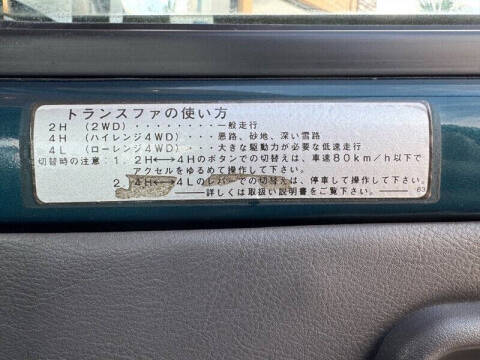 トランスファの使い方
2H (2WD) ・・・・・・・・・一般走行
4H (ハイレンジ4WD) ・・・悪路、砂地、深い雪路
4L (ローレンジ4WD) ・・・大きな駆動力が必要な低速走行
切替時の注意:1. 2H⟷4Hのボタンでの切替えは、車速80km/h以下で
アクセルをゆるめて操作して下さい。
2. 4H⟷4Lのレバーでの切替えは、停車して操作して下さい。
――詳しくは取扱い説明書をご覧下さい。――
63